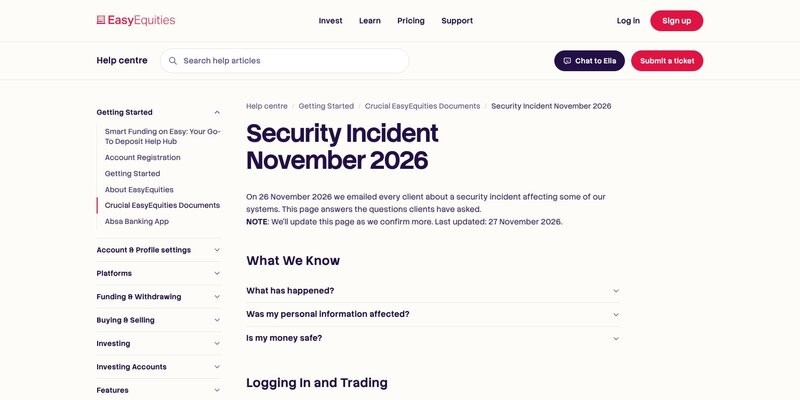 EasyEquities
Invest
Learn
Pricing
Support
Log in
Sign up
Help centre
Search help articles
Chat to Ella
Submit a ticket
Getting Started
Smart Funding on Easy: Your Go-
To Deposit Help Hub
Account Registration
Getting Started
About EasyEquities
Crucial EasyEquities Documents
Absa Banking App
Account & Profile settings
Platforms
Funding & Withdrawing
Buying & Selling
Investing
Investing Accounts
Features
Help centre / Getting Started / Crucial EasyEquities Documents / Security Incident November 2026
Security Incident
November 2026
On 26 November 2026 we emailed every client about a security incident affecting some of our
systems. This page answers the questions clients have asked.
NOTE: We'll update this page as we confirm more. Last updated: 27 November 2026.
What We Know
What has happened?
Was my personal information affected?
Is my money safe?
Logging In and Trading